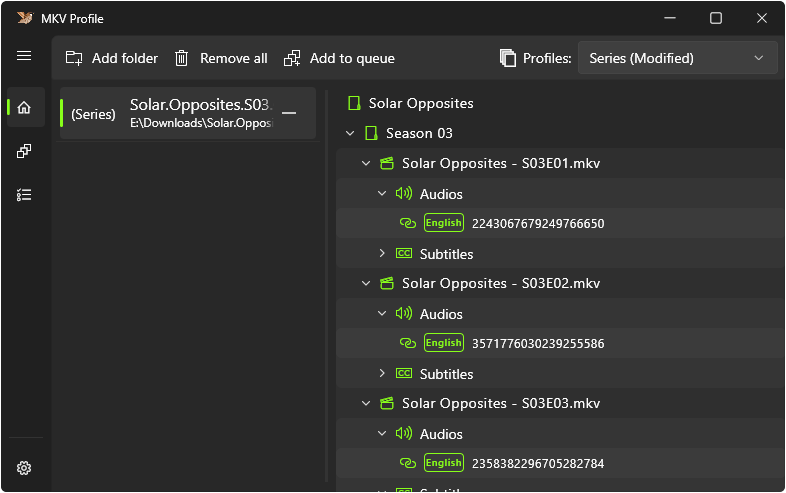 MKV Profile
Add folder
Remove all
Add to queue
Profiles:
Series (Modified)
(Series)
Solar.Opposites.S03.
E:\Downloads\Solar.Opposi
Solar Opposites
Season 03
Solar Opposites - S03E01.mkv
Audios
English 2243067679249766650
CC Subtitles
Solar Opposites - S03E02.mkv
Audios
English 3571776030239255586
CC Subtitles
Solar Opposites - S03E03.mkv
Audios
English 2358382296705282784